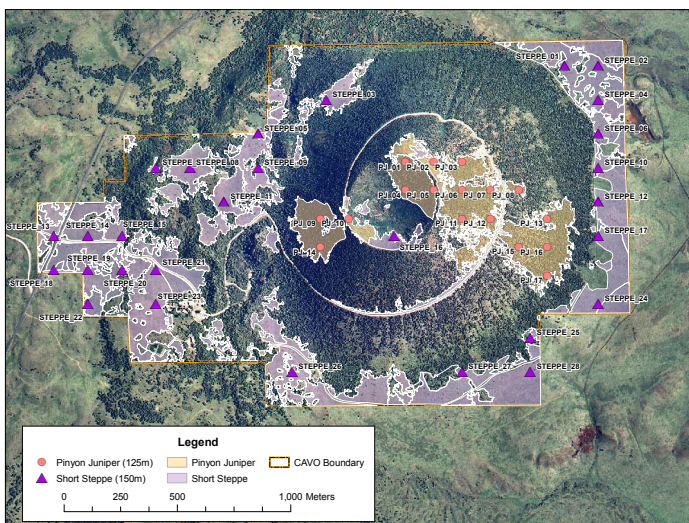 STEPPE_01
STEPPE_02
STEPPE_03
STEPPE_04
STEPPE_05
STEPPE_06
STEPPE_
STEPPE_08
STEPPE_09
STEPPE_10
STEPPE_11
STEPPE_12
PJ_01
PJ_02
PJ_03
PJ_04
PJ_05
PJ_06
PJ_07
PJ_08
PJ_09
PJ_10
PJ_11
PJ_12
PJ_13
STEPPE_13
STEPPE_14
STEPPE_15
STEPPE_16
STEPPE_17
PJ_14
PJ_15
PJ_16
PJ_17
STEPPE_18
STEPPE_19
STEPPE_20
STEPPE_21
STEPPE_22
STEPPE_23
STEPPE_24
STEPPE_25
STEPPE_26
STEPPE_27
STEPPE_28
Legend
Pinyon Juniper (125m)
Pinyon Juniper
CAVO Boundary
Short Steppe (150m)
Short Steppe
0 250 500 1,000 Meters